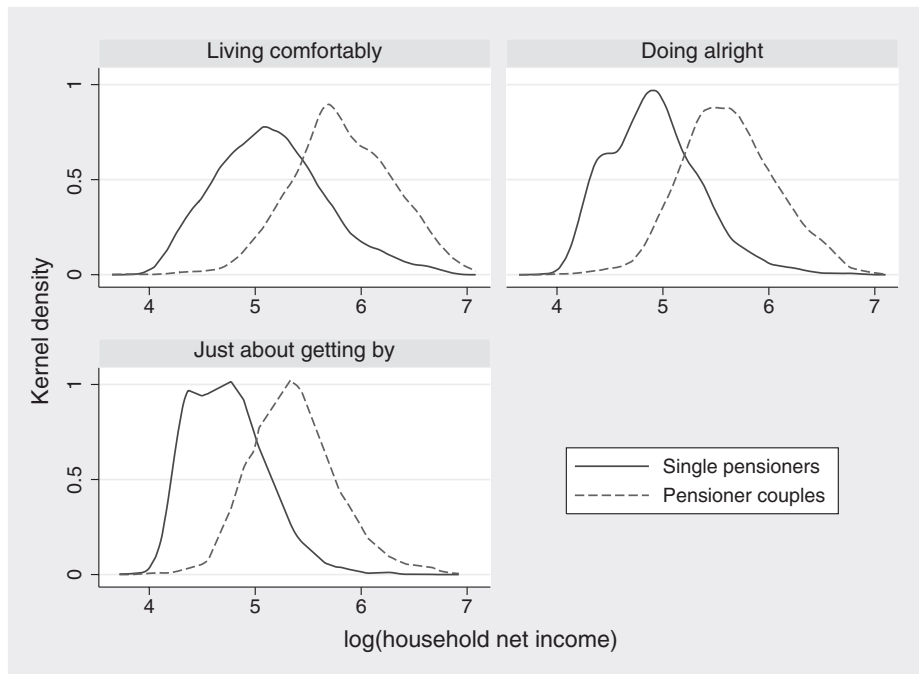 Living comfortably
Doing alright
1
0.5
0
4 5 6 7
4 5 6 7
Just about getting by
1
0.5
0
4 5 6 7
Kernel density
log(household net income)
Single pensioners
Pensioner couples